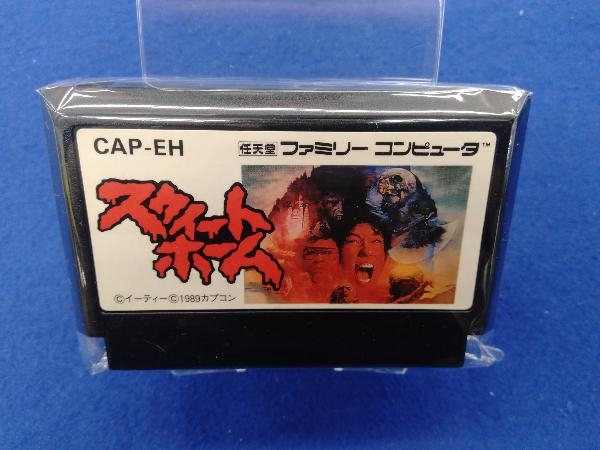 CAP-EH
任天堂 ファミリー コンピュータ™
スウィート
ホーム
©イーティー©1989カプコン